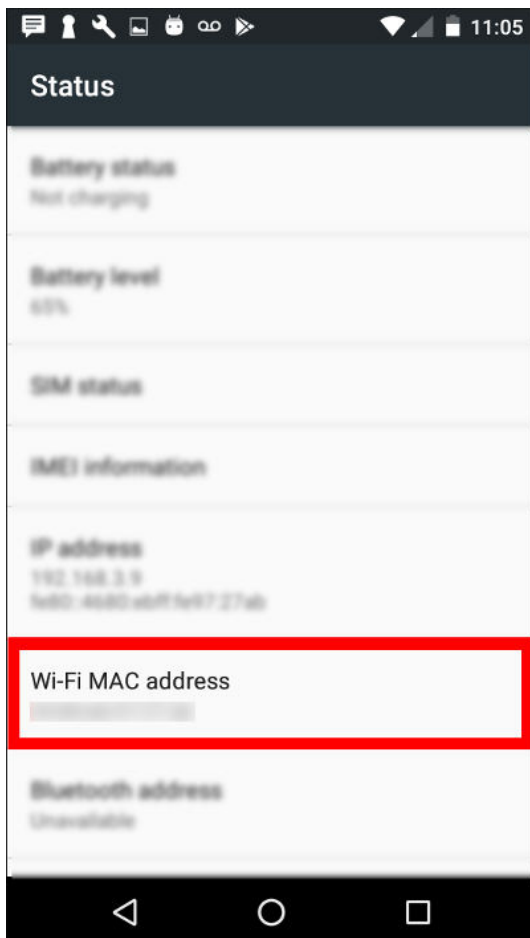 11:05
Status
Battery status
Not charging
Battery level
65%
SIM status
IMEI information
IP address
192.168.3.9
Wi-Fi MAC address
Bluetooth address
Unavailable